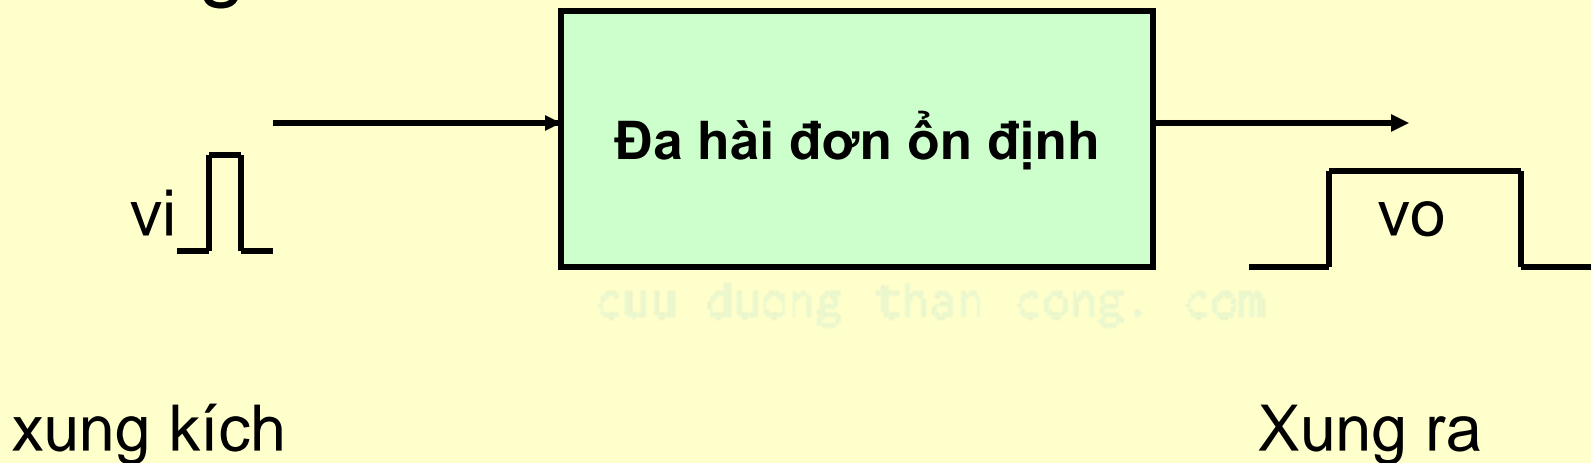 Đa hài đơn ổn định
vi
vo
cuu duong than cong. com
xung kích
Xung ra